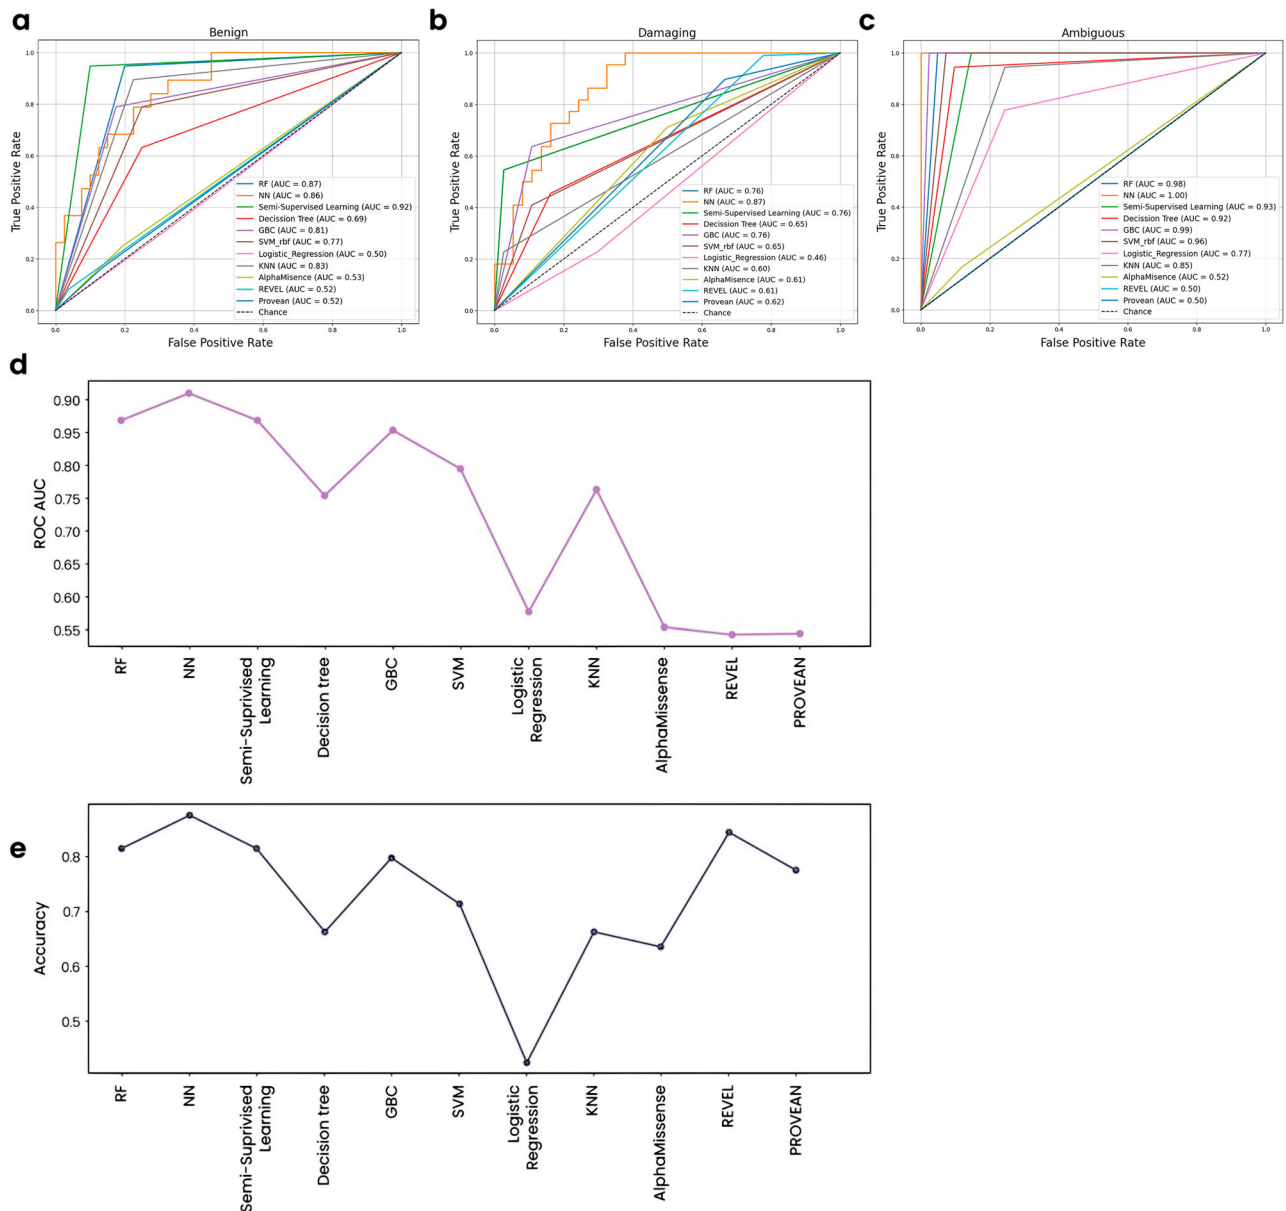 a
Benign
True Positive Rate
1.0
0.8
0.6
0.4
0.2
0.0
RF (AUC = 0.87)
NN (AUC = 0.86)
Semi-Supervised Learning (AUC = 0.92)
Decission Tree (AUC = 0.69)
GBC (AUC = 0.81)
SVM_rbf (AUC = 0.77)
Logistic_Regression (AUC = 0.50)
KNN (AUC = 0.83)
AlphaMisence (AUC = 0.53)
REVEL (AUC = 0.52)
Provean (AUC = 0.52)
Chance
0.0 0.2 0.4 0.6 0.8 1.0
False Positive Rate
b
Damaging
True Positive Rate
1.0
0.8
0.6
0.4
0.2
0.0
RF (AUC = 0.76)
NN (AUC = 0.87)
Semi-Supervised Learning (AUC = 0.76)
Decission Tree (AUC = 0.65)
GBC (AUC = 0.76)
SVM_rbf (AUC = 0.65)
Logistic_Regression (AUC = 0.46)
KNN (AUC = 0.60)
AlphaMisence (AUC = 0.61)
REVEL (AUC = 0.61)
Provean (AUC = 0.62)
Chance
0.0 0.2 0.4 0.6 0.8 1.0
False Positive Rate
c
Ambiguous
True Positive Rate
1.0
0.8
0.6
0.4
0.2
0.0
RF (AUC = 0.98)
NN (AUC = 1.00)
Semi-Supervised Learning (AUC = 0.93)
Decission Tree (AUC = 0.92)
GBC (AUC = 0.99)
SVM_rbf (AUC = 0.96)
Logistic_Regression (AUC = 0.77)
KNN (AUC = 0.85)
AlphaMisence (AUC = 0.52)
REVEL (AUC = 0.50)
Provean (AUC = 0.50)
Chance
0.0 0.2 0.4 0.6 0.8 1.0
False Positive Rate
d
ROC AUC
0.90
0.95
0.80
0.75
0.70
0.65
0.60
0.55
RF
NN
Semi-Suprivised
Learning
Decision tree
GBC
SVM
Logistic
Regression
KNN
AlphaMissense
REVEL
PROVEAN
e
Accuracy
0.8
0.7
0.6
0.5
RF
NN
Semi-Suprivised
Learning
Decision tree
GBC
SVM
Logistic
Regression
KNN
AlphaMissense
REVEL
PROVEAN